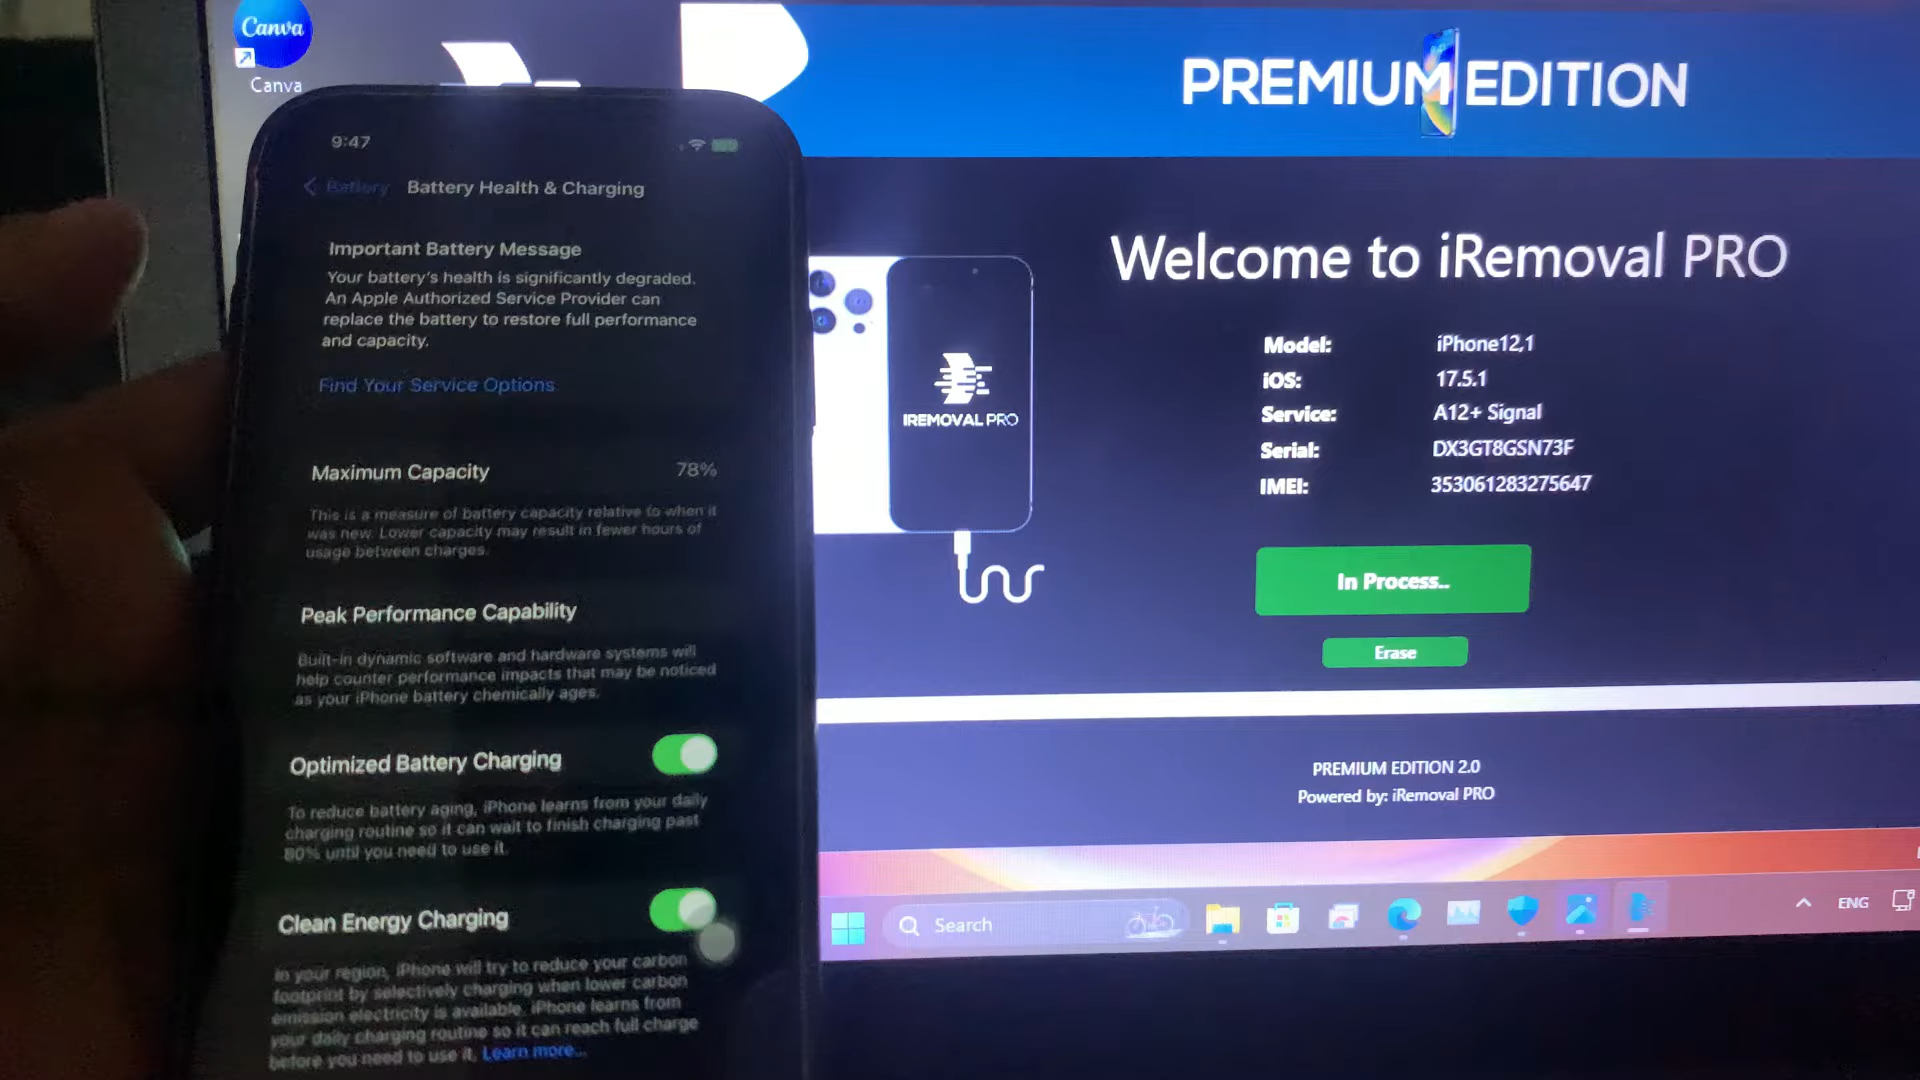 Canva
Canva
9:47
Battery
Battery Health & Charging
Important Battery Message
Your battery's health is significantly degraded.
An Apple Authorized Service Provider can
replace the battery to restore full performance
and capacity.
Find Your Service Options
Maximum Capacity 78%
This is a measure of battery capacity relative to when it
was new. Lower capacity may result in fewer hours of
usage between charges.
Peak Performance Capability
Built-in dynamic software and hardware systems will
help counter performance impacts that may be noticed
as your iPhone battery chemically ages.
Optimized Battery Charging
To reduce battery aging, iPhone learns from your daily
charging routine so it can wait to finish charging past
80% until you need to use it.
Clean Energy Charging
In your region, iPhone will try to reduce your carbon
footprint by selectively charging when lower carbon
emission electricity is available. iPhone learns from
your daily charging routine so it can reach full charge
before you need to use it. Learn more...
PREMIUM EDITION
Welcome to iRemoval PRO
IREMOVAL PRO
Model: iPhone12,1
iOS: 17.5.1
Service: A12+ Signal
Serial: DX3GT8GSN73F
IMEI: 353061283275647
In Process..
Erase
PREMIUM EDITION 2.0
Powered by: iRemoval PRO
Search
ENG